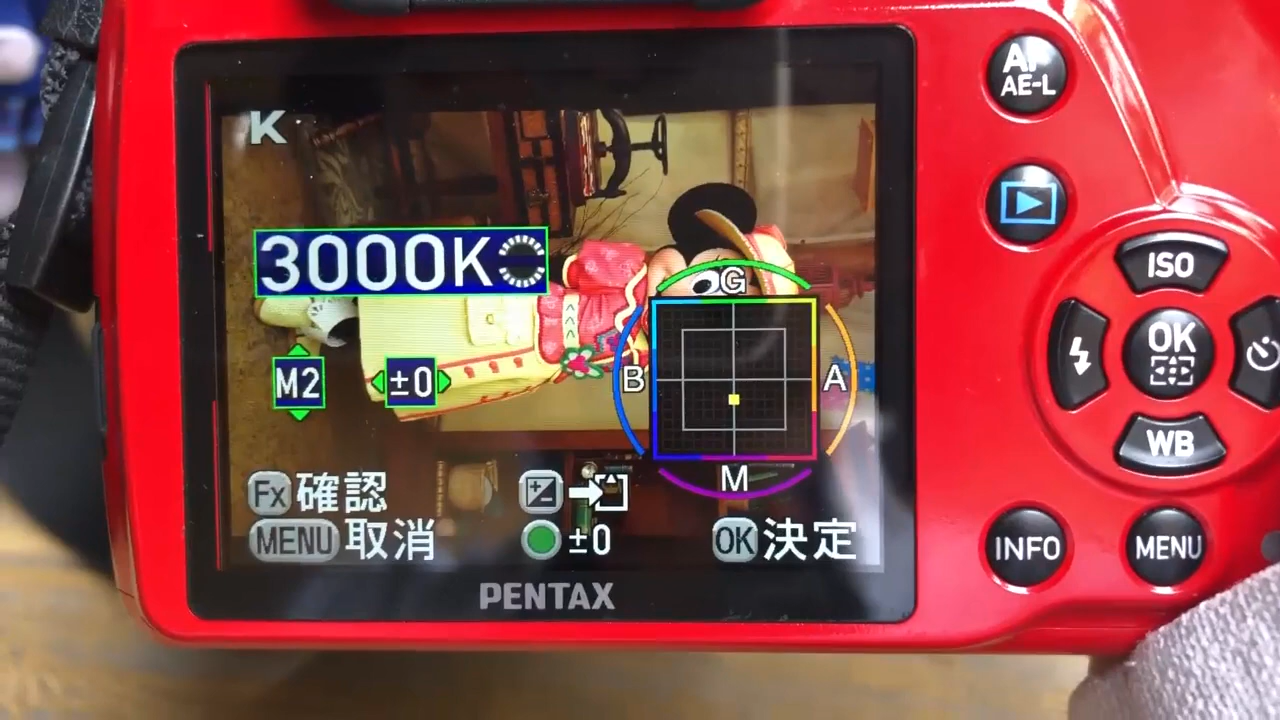 K
3000K
G
B
A
M
M2
±0
Fx 確認
MENU 取消
±0
OK 決定
PENTAX
AF
AE-L
ISO
OK
WB
INFO
MENU